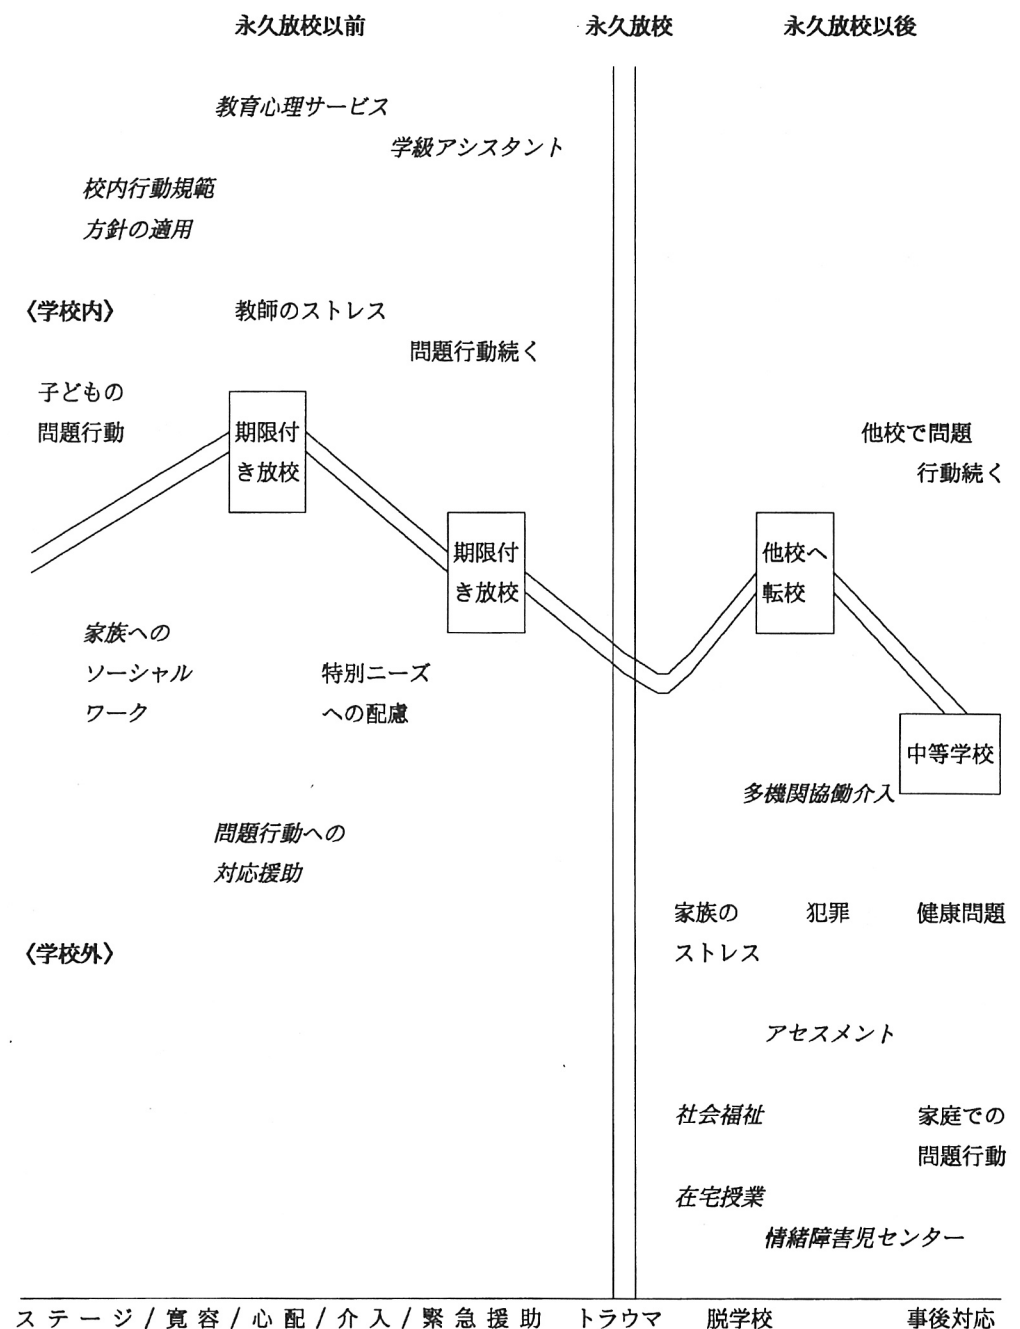 永久放校以前 永久放校 永久放校以後
教育心理サービス
学級アシスタント
校内行動規範
方針の適用
〈学校内〉 教師のストレス
問題行動続く
子どもの
問題行動
期限付
き放校
他校で問題
行動続く
期限付
き放校
他校へ
転校
家族への
ソーシャル
ワーク
特別ニーズ
への配慮
中等学校
多機関協働介入
問題行動への
対応援助
家族の
ストレス
犯罪
健康問題
〈学校外〉
アセスメント
社会福祉
家庭での
問題行動
在宅授業
情緒障害児センター
ステージ/寛容/心配/介入/緊急援助 トラウマ 脱学校 事後対応